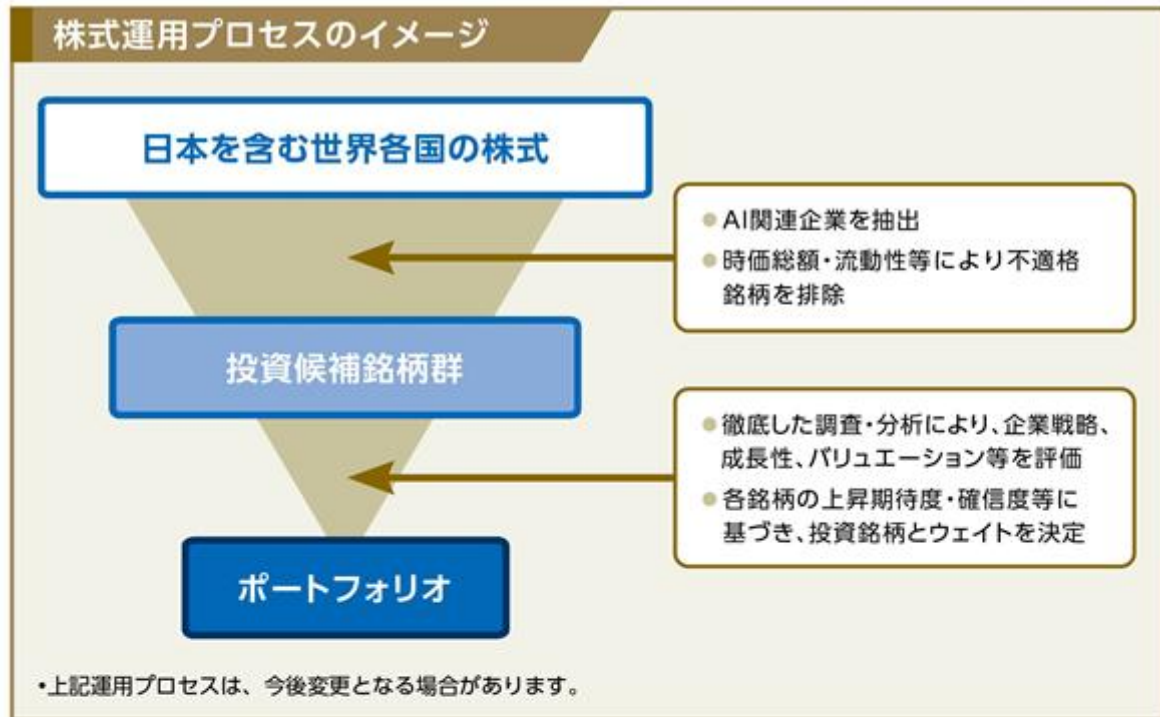 株式運用プロセスのイメージ
日本を含む世界各国の株式
●AI関連企業を抽出
●時価総額・流動性等により不適格
銘柄を排除
投資候補銘柄群
●徹底した調査・分析により、企業戦略、
成長性、バリュエーション等を評価
●各銘柄の上昇期待度・確信度等に
基づき、投資銘柄とウェイトを決定
ポートフォリオ
•上記運用プロセスは、今後変更となる場合があります。